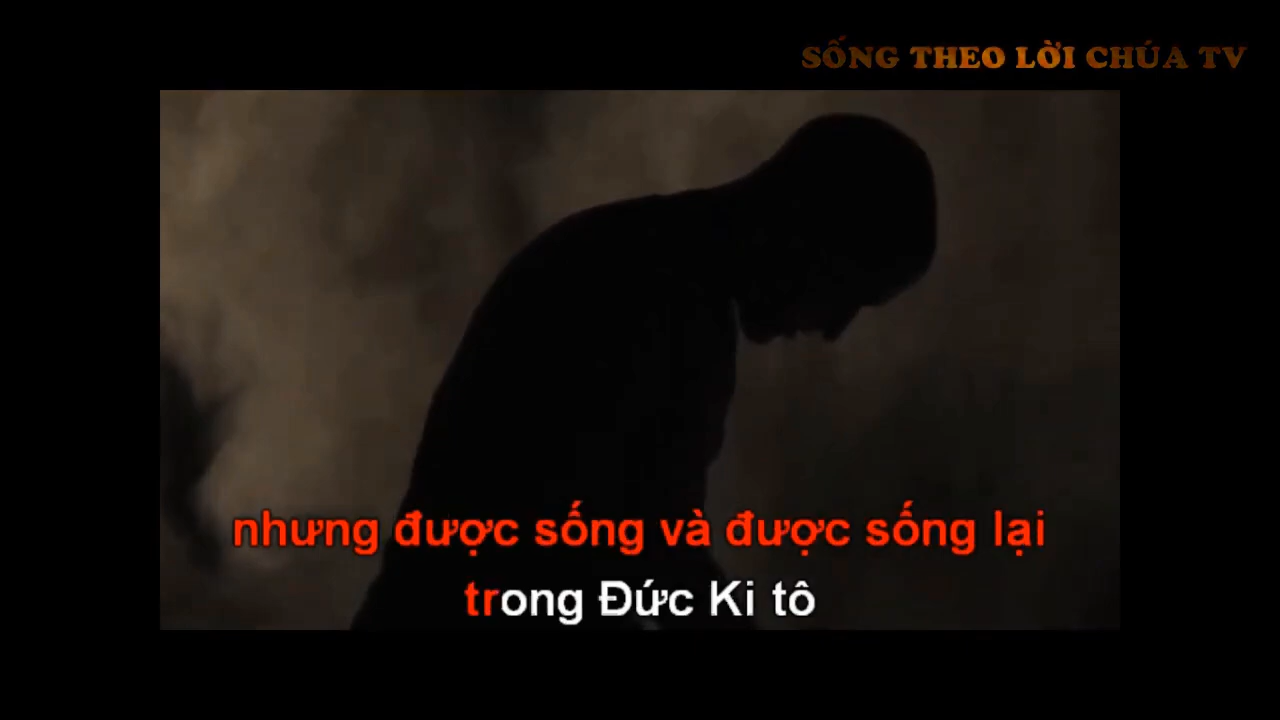 SỐNG THEO LỜI CHÚA TV
nhưng được sống và được sống lại
trong Đức Ki tô